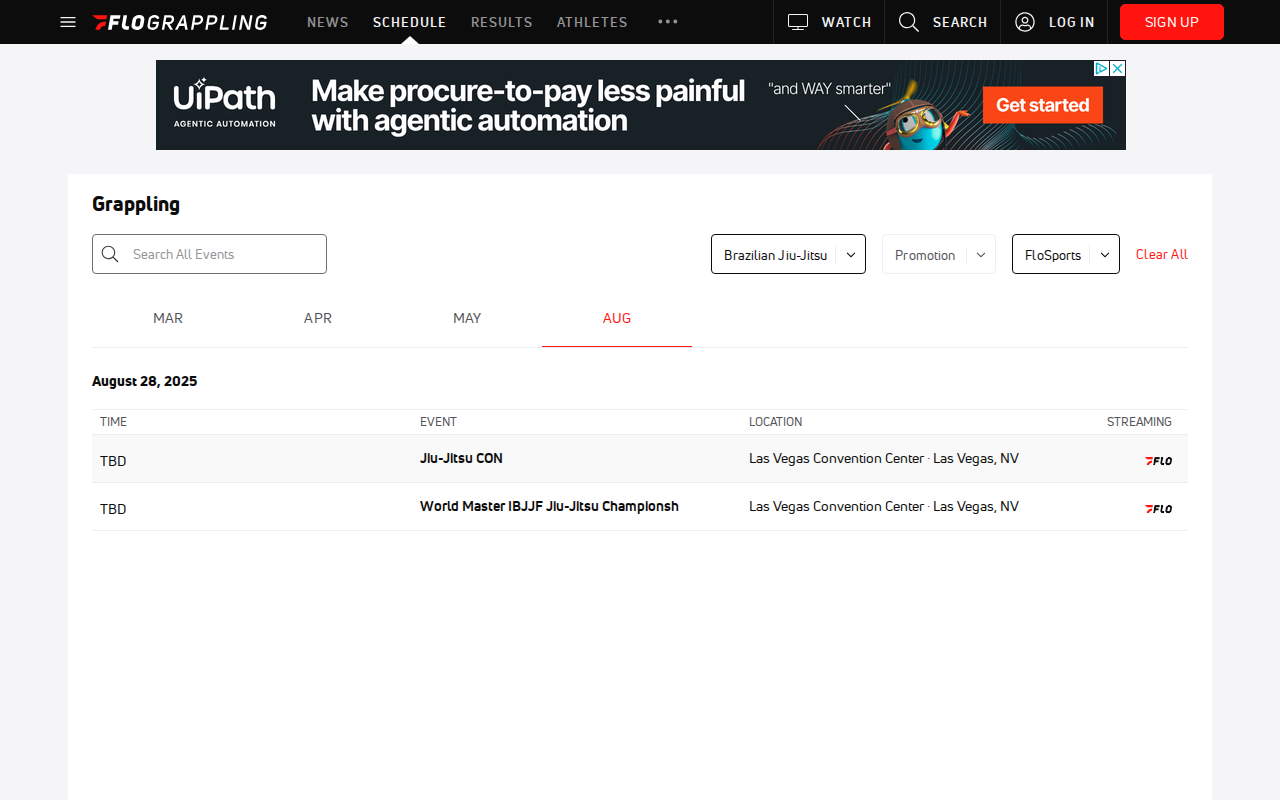 FLOGRAPPLING NEWS SCHEDULE RESULTS ATHLETES WATCH SEARCH LOG IN SIGN UP
UiPath
AGENTIC AUTOMATION
Make procure-to-pay less painful
with agentic automation
"and WAY smarter"
Get started
Grappling
Search All Events Brazilian Jiu-Jitsu Promotion FloSports Clear All
MAR APR MAY AUG
August 28, 2025
TIME EVENT LOCATION STREAMING
TBD Jiu-Jitsu CON Las Vegas Convention Center · Las Vegas, NV FLO
TBD World Master IBJJF Jiu-Jitsu Championsh Las Vegas Convention Center · Las Vegas, NV FLO